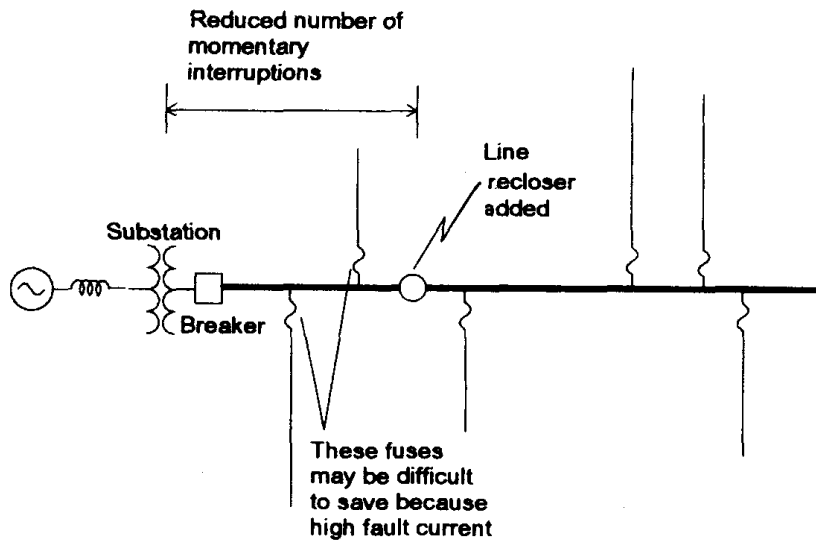 Reduced number of
momentary
interruptions
Line
recloser
added
Substation
Breaker
These fuses
may be difficult
to save because
high fault current